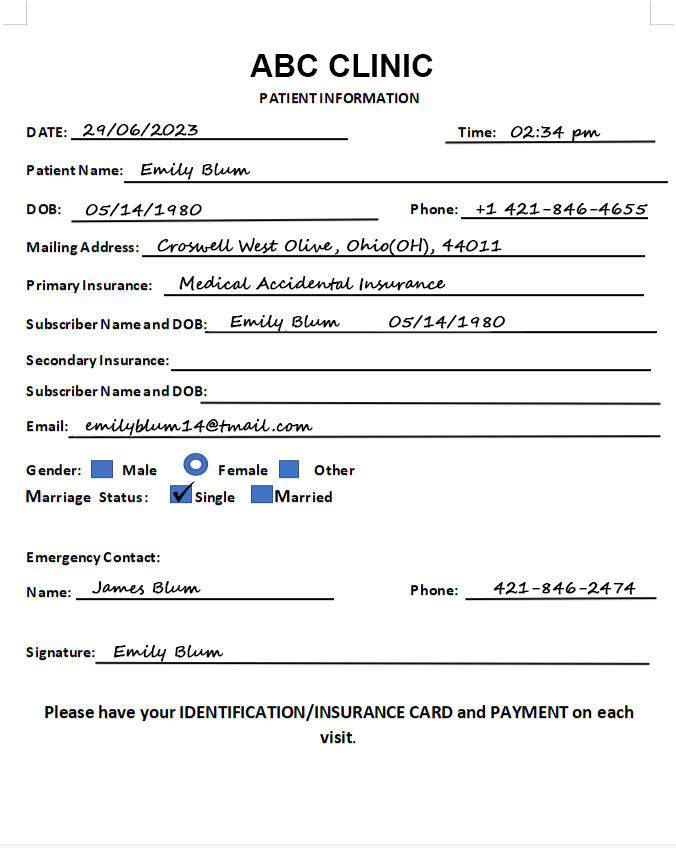 ABC CLINIC
PATIENT INFORMATION
DATE: 29/06/2023 Time: 02:34 pm
Patient Name: Emily Blum
DOB: 05/14/1980 Phone: +1 421-846-4655
Mailing Address: Croswell West Olive, Ohio(OH), 44011
Primary Insurance: Medical Accidental Insurance
Subscriber Name and DOB: Emily Blum 05/14/1980
Secondary Insurance:
Subscriber Name and DOB:
Email: emilyblum14@tmail.com
Gender: Male Female Other
Marriage Status: Single Married
Emergency Contact:
Name: James Blum Phone: 421-846-2474
Signature: Emily Blum
Please have your IDENTIFICATION/INSURANCE CARD and PAYMENT on each
visit.